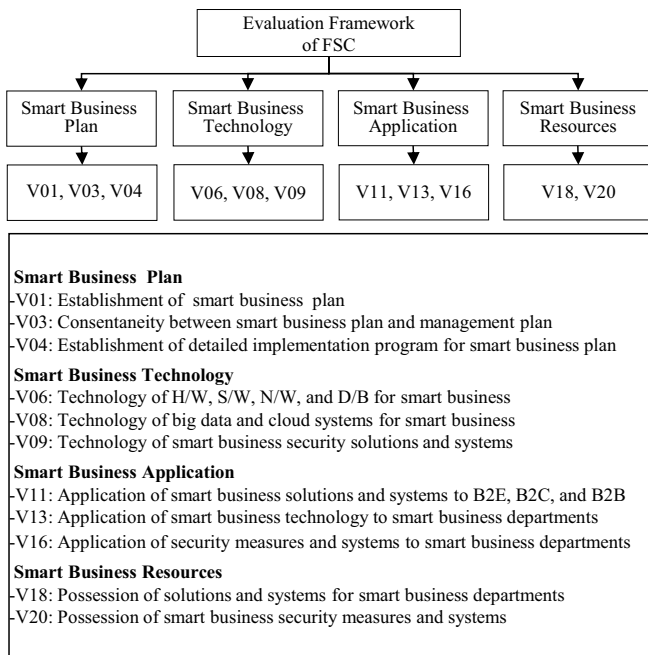 Evaluation Framework
of FSC
Smart Business
Plan
Smart Business
Technology
Smart Business
Application
Smart Business
Resources
V01, V03, V04
V06, V08, V09
V11, V13, V16
V18, V20
Smart Business Plan
-V01: Establishment of smart business plan
-V03: Consentaneity between smart business plan and management plan
-V04: Establishment of detailed implementation program for smart business plan
Smart Business Technology
-V06: Technology of H/W, S/W, N/W, and D/B for smart business
-V08: Technology of big data and cloud systems for smart business
-V09: Technology of smart business security solutions and systems
Smart Business Application
-V11: Application of smart business solutions and systems to B2E, B2C, and B2B
-V13: Application of smart business technology to smart business departments
-V16: Application of security measures and systems to smart business departments
Smart Business Resources
-V18: Possession of solutions and systems for smart business departments
-V20: Possession of smart business security measures and systems